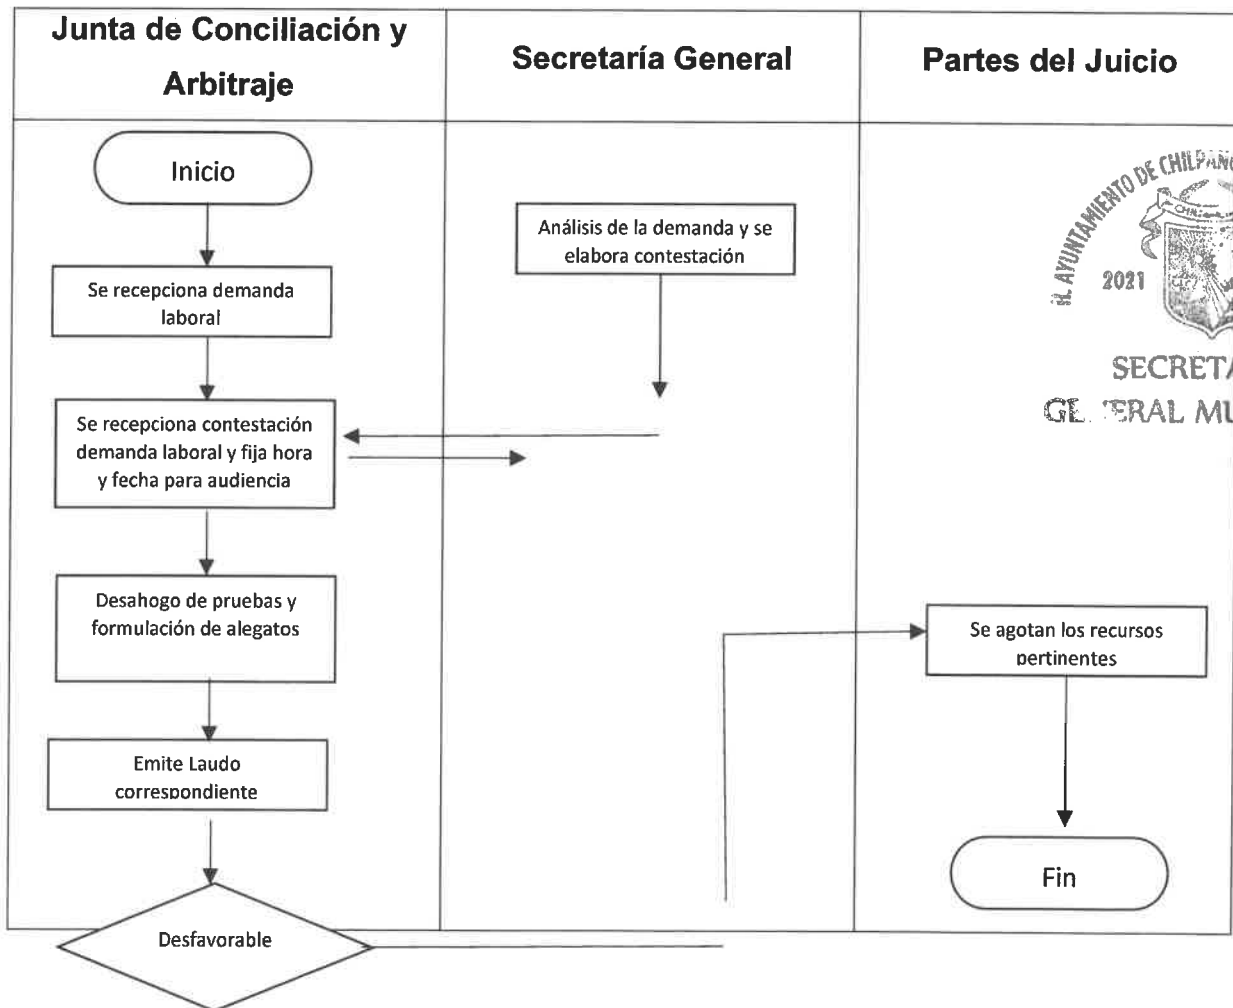 Junta de Conciliación y
Arbitraje
Secretaría General
Partes del Juicio
Inicio
Se recepciona demanda
laboral
Se recepciona contestación
demanda laboral y fija hora
y fecha para audiencia
Desahogo de pruebas y
formulación de alegatos
Emite Laudo
correspondiente
Desfavorable
Análisis de la demanda y se
elabora contestación
H. AYUNTAMIENTO DE
2021
Se agotan los recursos
pertinentes
Fin